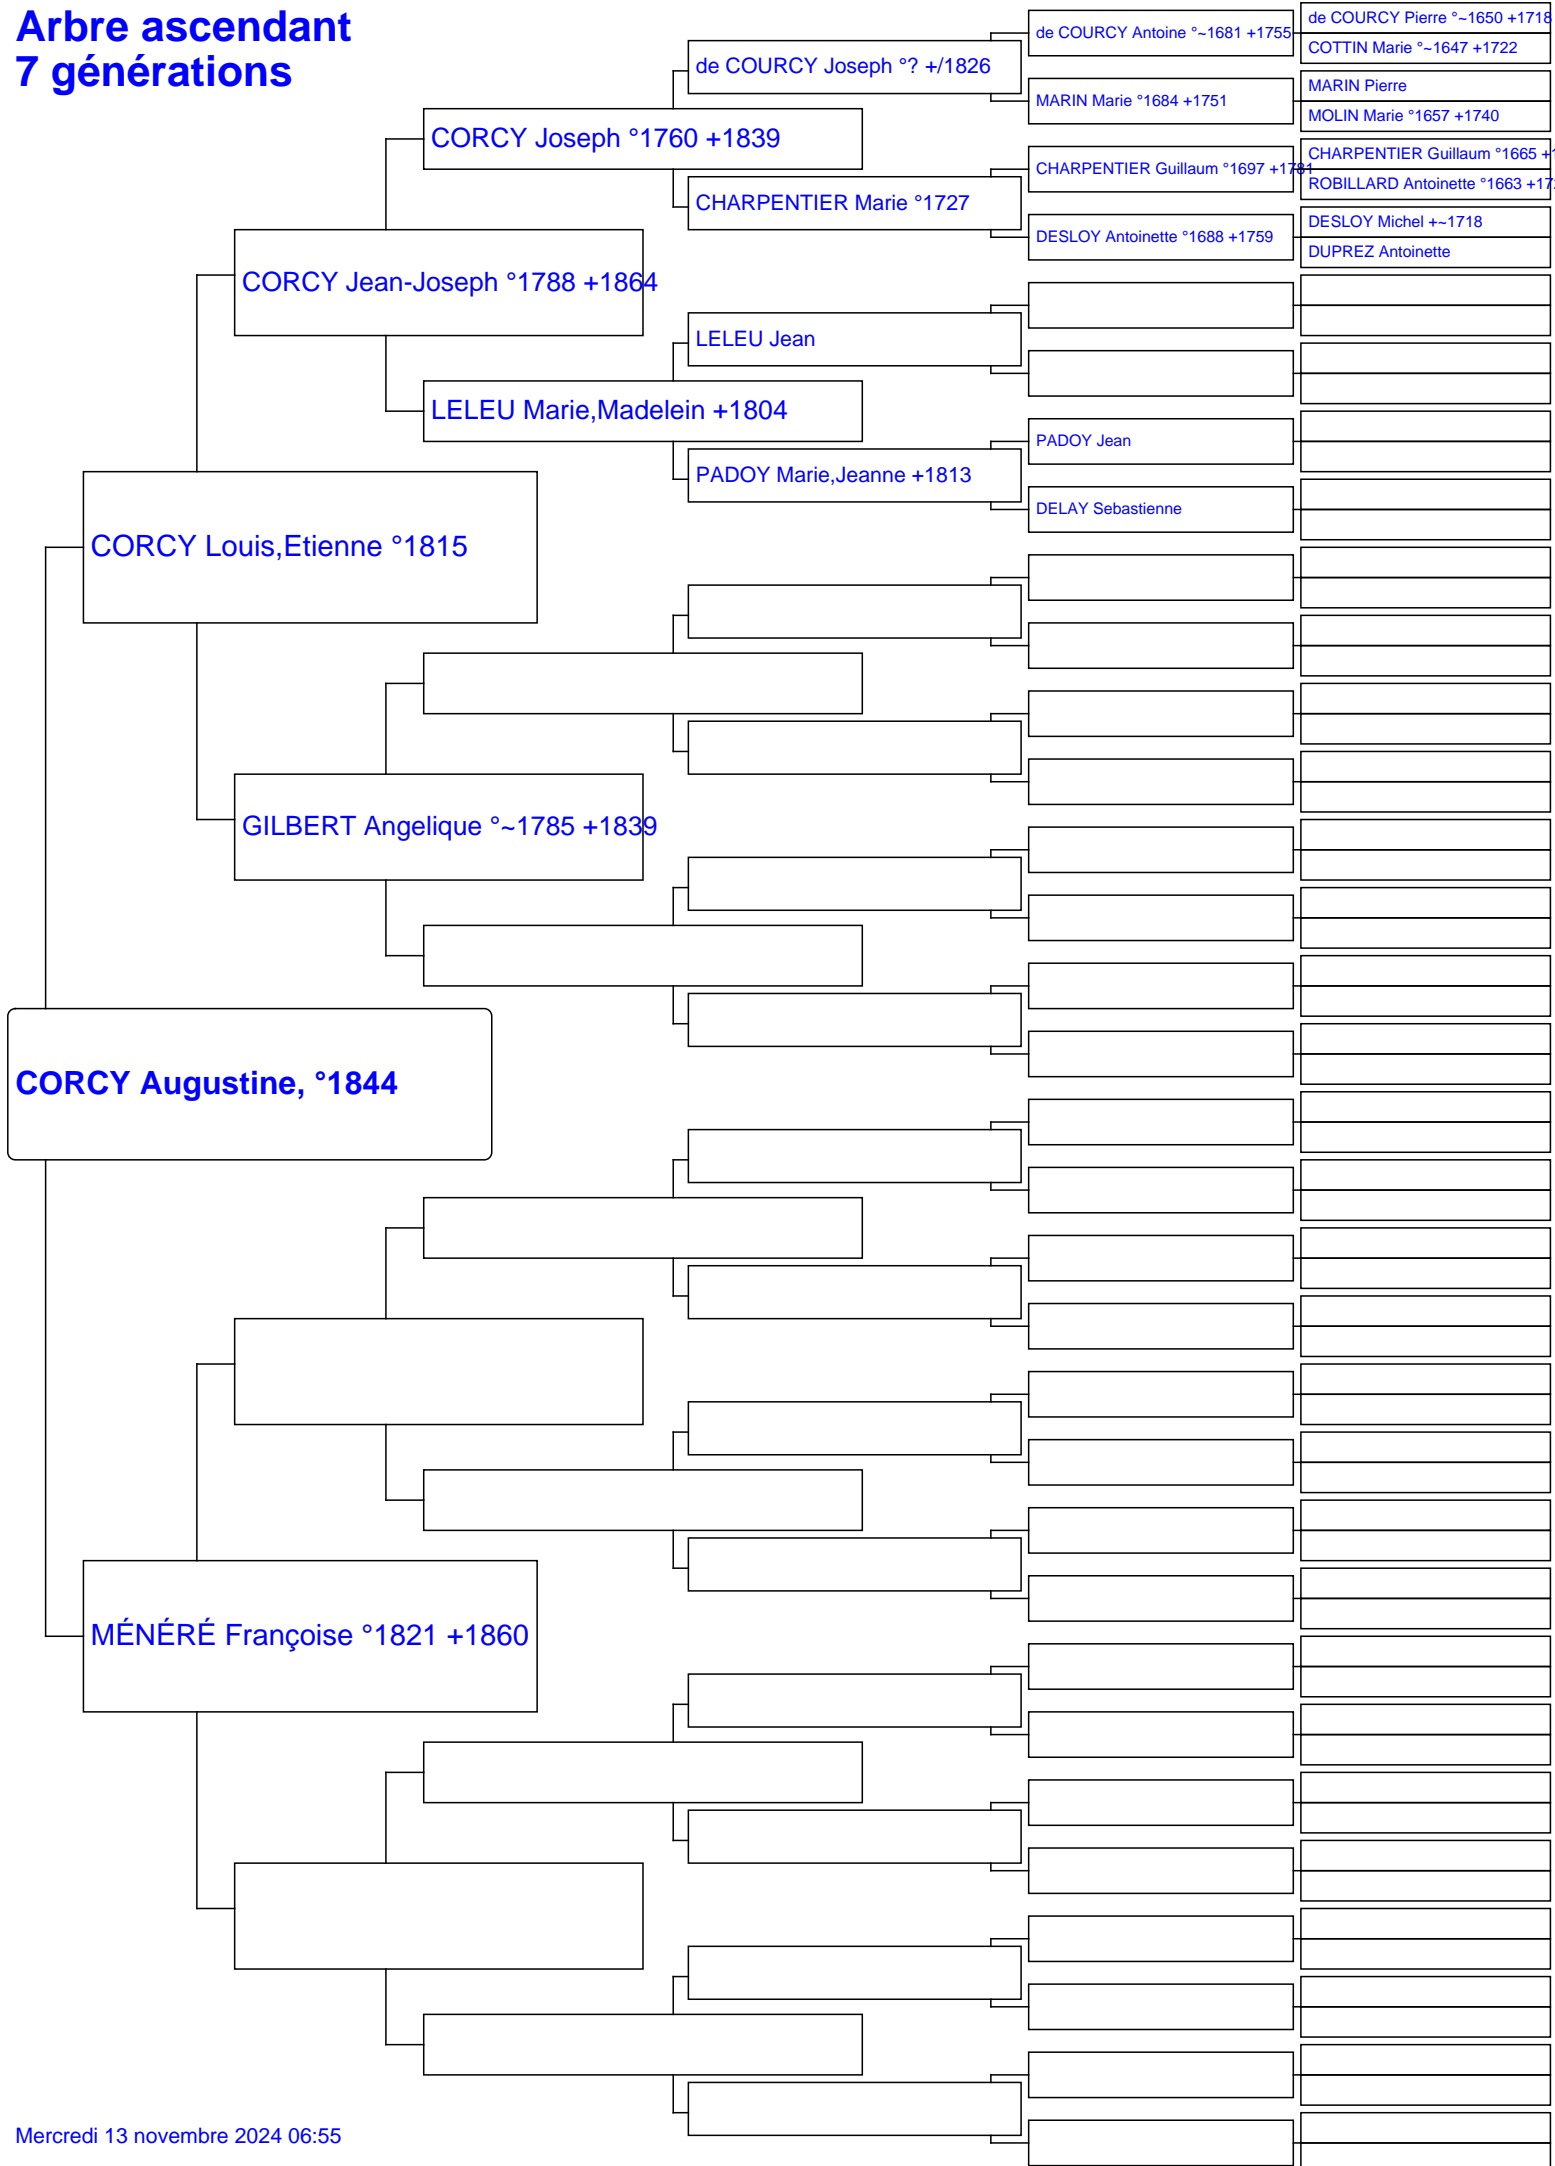 Arbre ascendant
7 générations
de COURCY Pierre °~1650 +1718
de COURCY Antoine °~1681 +1755
COTTIN Marie °~1647 +1722
de COURCY Joseph °? +/1826
MARIN Pierre
MARIN Marie °1684 +1751
MOLIN Marie °1657 +1740
CORCY Joseph °1760 +1839
CHARPENTIER Guillaum °1665 +1
CHARPENTIER Guillaum °1697 +1781
ROBILLARD Antoinette °1663 +17
CHARPENTIER Marie °1727
DESLOY Michel +~1718
DESLOY Antoinette °1688 +1759
DUPREZ Antoinette
CORCY Jean-Joseph °1788 +1864
LELEU Jean
LELEU Marie,Madelein +1804
PADOY Jean
PADOY Marie,Jeanne +1813
DELAY Sebastienne
CORCY Louis,Etienne °1815
GILBERT Angelique °~1785 +1839
CORCY Augustine, °1844
MÉNÉRÉ Françoise °1821 +1860
Mercredi 13 novembre 2024 06:55